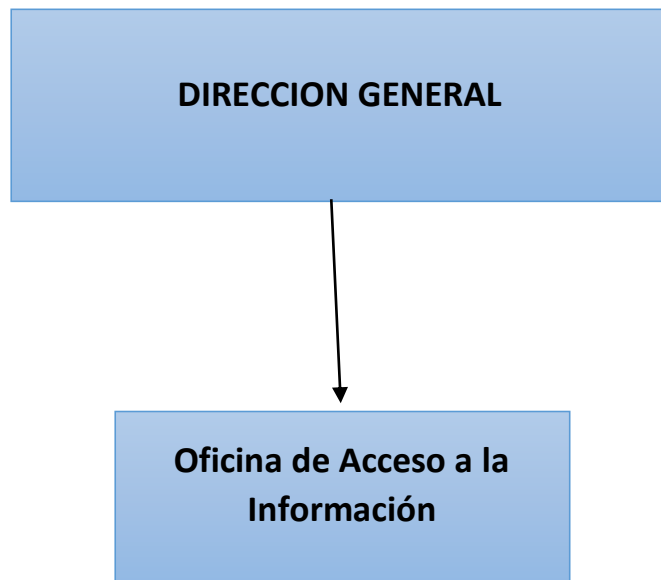 DIRECCION GENERAL
Oficina de Acceso a la
Información